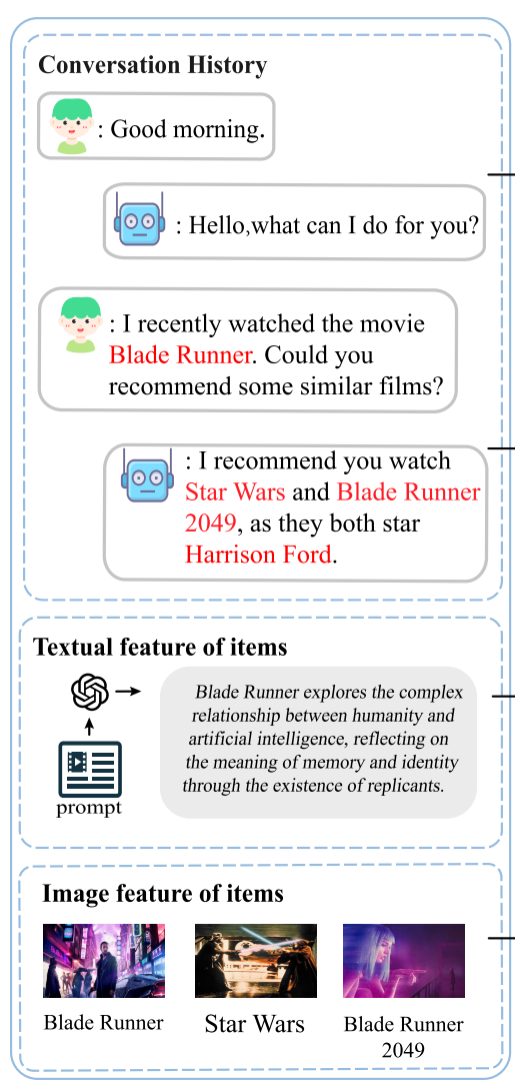 Conversation History
: Good morning.
: Hello,what can I do for you?
: I recently watched the movie
Blade Runner. Could you
recommend some similar films?
: I recommend you watch
Star Wars and Blade Runner
2049, as they both star
Harrison Ford.
Textual feature of items
Blade Runner explores the complex
relationship between humanity and
artificial intelligence, reflecting on
the meaning of memory and identity
through the existence of replicants.
prompt
Image feature of items
Blade Runner
Star Wars
Blade Runner
2049